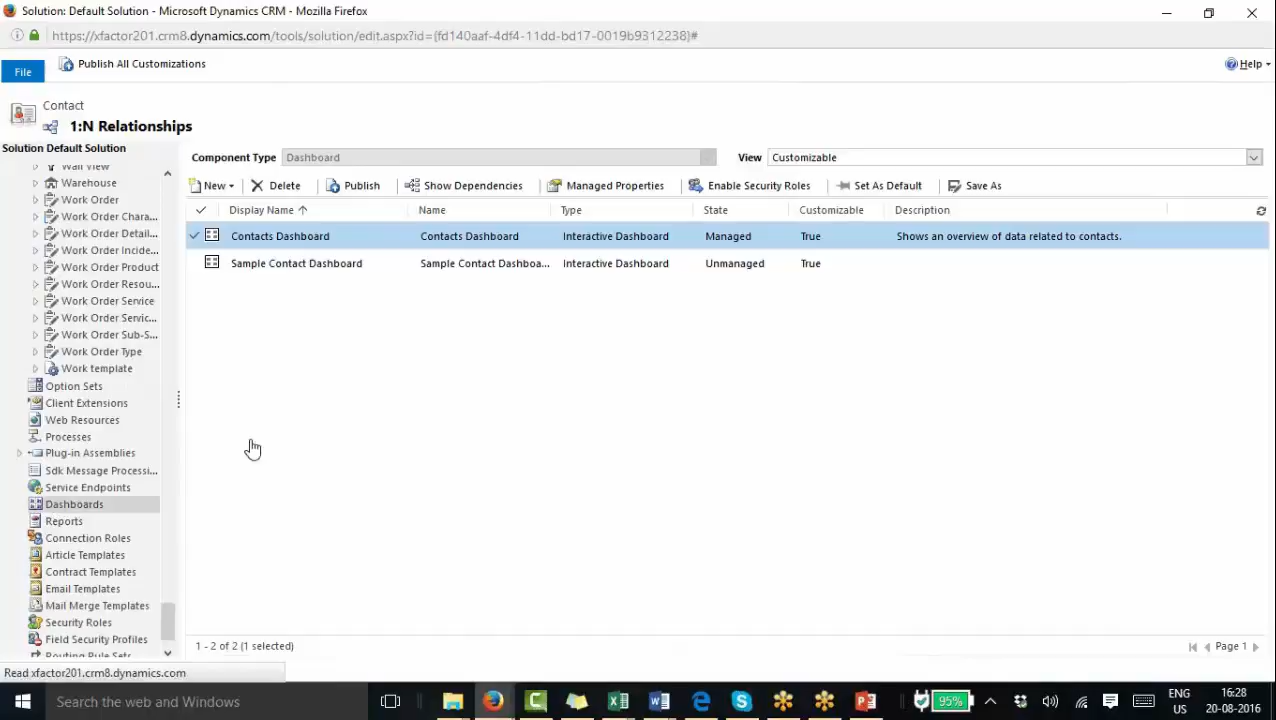 Solution: Default Solution - Microsoft Dynamics CRM - Mozilla Firefox
https://xfactor201.crm8.dynamics.com/tools/solution/edit.aspx?id={fd140aaf-4df4-11dd-bd17-0019b9312238}#
File
Publish All Customizations
Help
Contact
1:N Relationships
Solution Default Solution
Component Type
Dashboard
View
Customizable
Wall View
Warehouse
Work Order
Work Order Chara...
Work Order Detail...
Work Order Incide...
Work Order Product
Work Order Resou...
Work Order Service
Work Order Servic...
Work Order Sub-S...
Work Order Type
Work template
Option Sets
Client Extensions
Web Resources
Processes
Plug-in Assemblies
Sdk Message Processi...
Service Endpoints
Dashboards
Reports
Connection Roles
Article Templates
Contract Templates
Email Templates
Mail Merge Templates
Security Roles
Field Security Profiles
Routing Rule Sets
New Delete Publish Show Dependencies Managed Properties Enable Security Roles Set As Default Save As
Display Name Name Type State Customizable Description
Contacts Dashboard Contacts Dashboard Interactive Dashboard Managed True Shows an overview of data related to contacts.
Sample Contact Dashboard Sample Contact Dashboa... Interactive Dashboard Unmanaged True
1 - 2 of 2 (1 selected)
Page 1
Read xfactor201.crm8.dynamics.com
Search the web and Windows
95%
ENG
US
16:28
20-08-2016